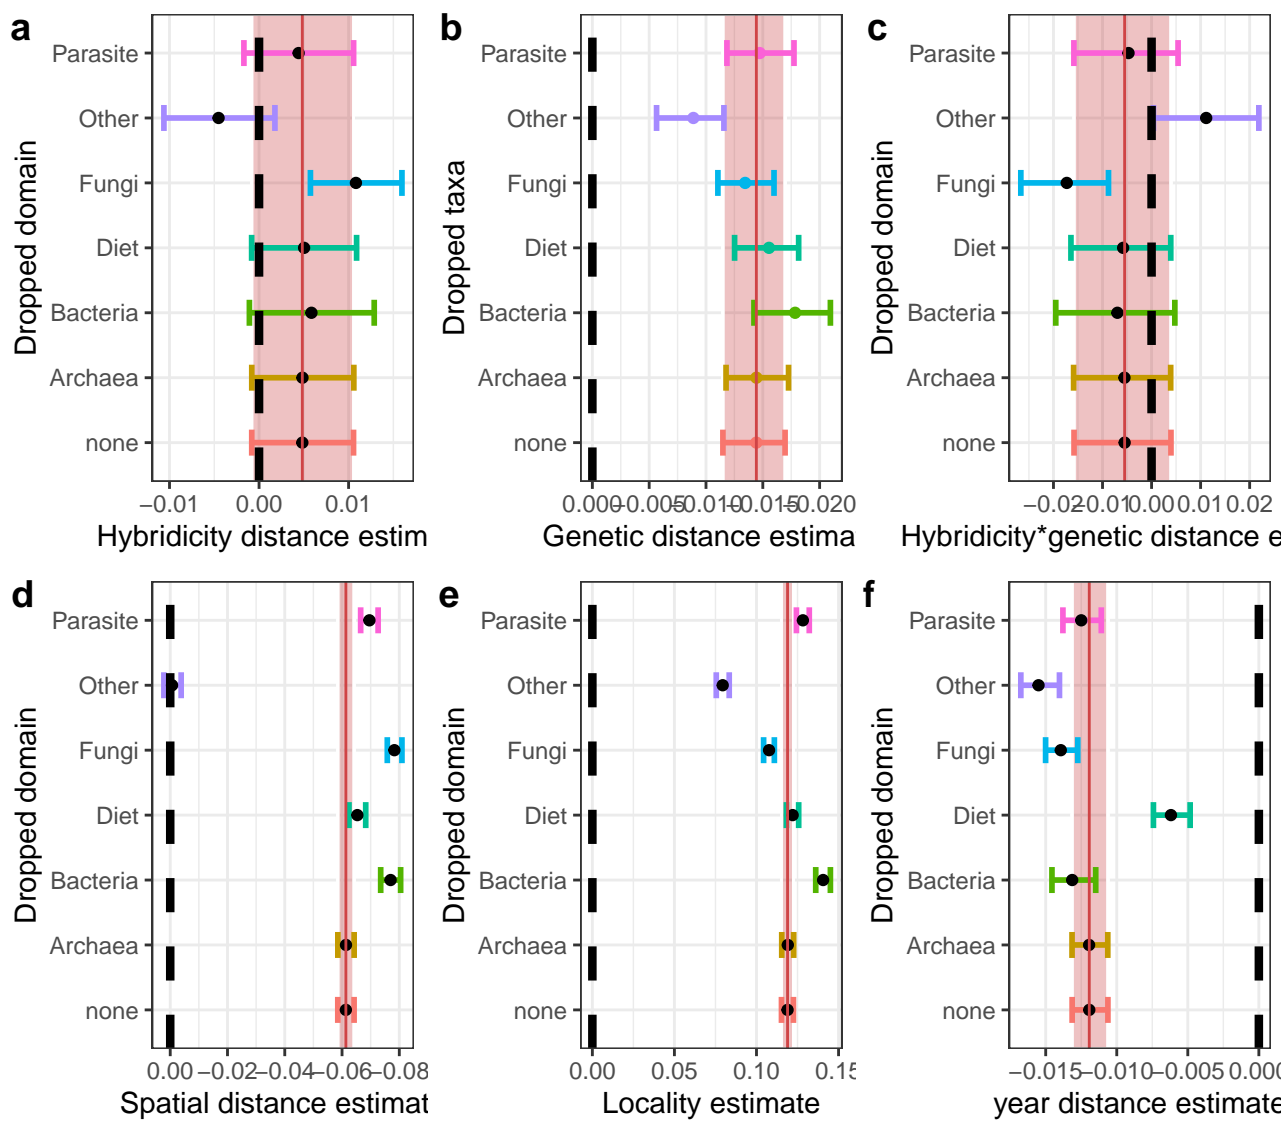 a
Dropped domain
Parasite
Other
Fungi
Diet
Bacteria
Archaea
none
−0.01 0.00 0.01
Hybridicity distance estim
b
Dropped taxa
Parasite
Other
Fungi
Diet
Bacteria
Archaea
none
0.000 −0.005 −0.010 −0.015 −0.020
Genetic distance estima
c
Dropped domain
Parasite
Other
Fungi
Diet
Bacteria
Archaea
none
−0.02 −0.01 0.00 0.01 0.02
Hybridicity*genetic distance e
d
Dropped domain
Parasite
Other
Fungi
Diet
Bacteria
Archaea
none
0.00 −0.02 −0.04 −0.06 −0.08
Spatial distance estimat
e
Dropped domain
Parasite
Other
Fungi
Diet
Bacteria
Archaea
none
0.00 0.05 0.10 0.15
Locality estimate
f
Dropped domain
Parasite
Other
Fungi
Diet
Bacteria
Archaea
none
−0.015 −0.010 −0.005 0.000
year distance estimate